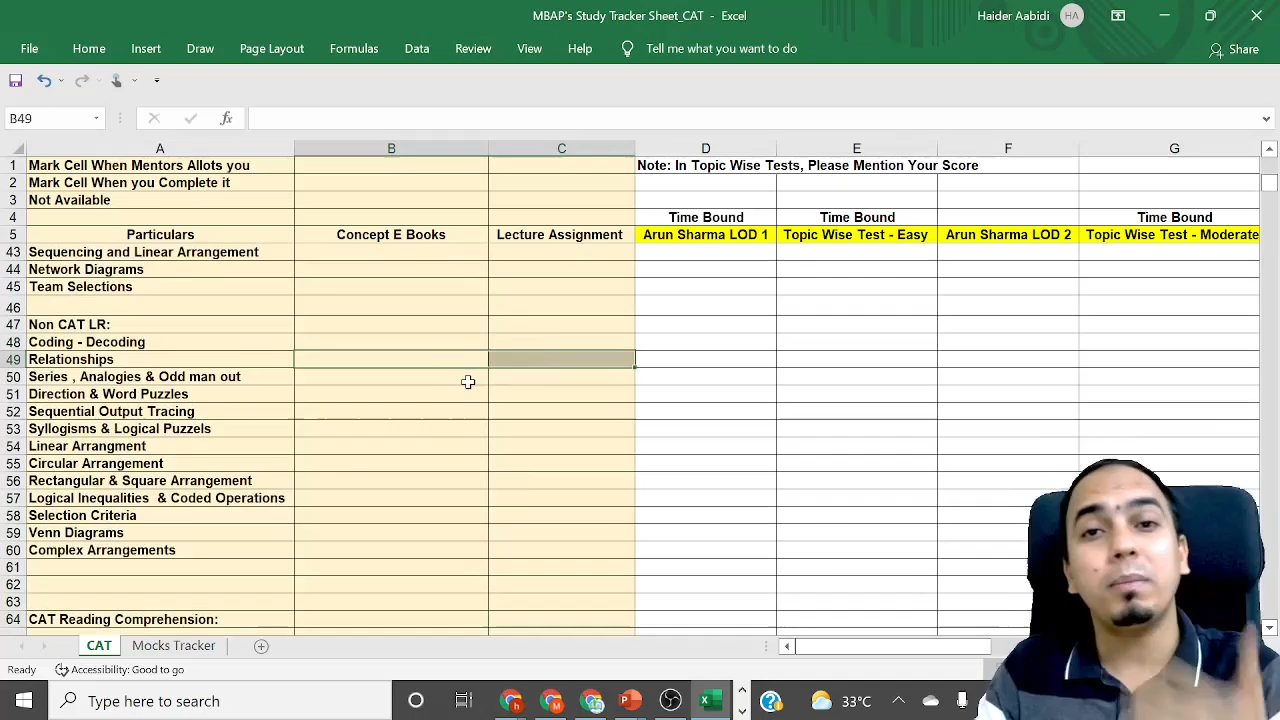 MBAP's Study Tracker Sheet_CAT - Excel
Haider Aabidi HA
File Home Insert Draw Page Layout Formulas Data Review View Help Tell me what you want to do Share
B49 fx
A B C D E F G
1 Mark Cell When Mentors Allots you Note: In Topic Wise Tests, Please Mention Your Score
2 Mark Cell When you Complete it
3 Not Available
4 Time Bound Time Bound Time Bound
5 Particulars Concept E Books Lecture Assignment Arun Sharma LOD 1 Topic Wise Test - Easy Arun Sharma LOD 2 Topic Wise Test - Moderate
43 Sequencing and Linear Arrangement
44 Network Diagrams
45 Team Selections
46
47 Non CAT LR:
48 Coding - Decoding
49 Relationships
50 Series , Analogies & Odd man out
51 Direction & Word Puzzles
52 Sequential Output Tracing
53 Syllogisms & Logical Puzzels
54 Linear Arrangment
55 Circular Arrangement
56 Rectangular & Square Arrangement
57 Logical Inequalities & Coded Operations
58 Selection Criteria
59 Venn Diagrams
60 Complex Arrangements
61
62
63
64 CAT Reading Comprehension:
CAT Mocks Tracker
Ready Accessibility: Good to go
Type here to search 33°C